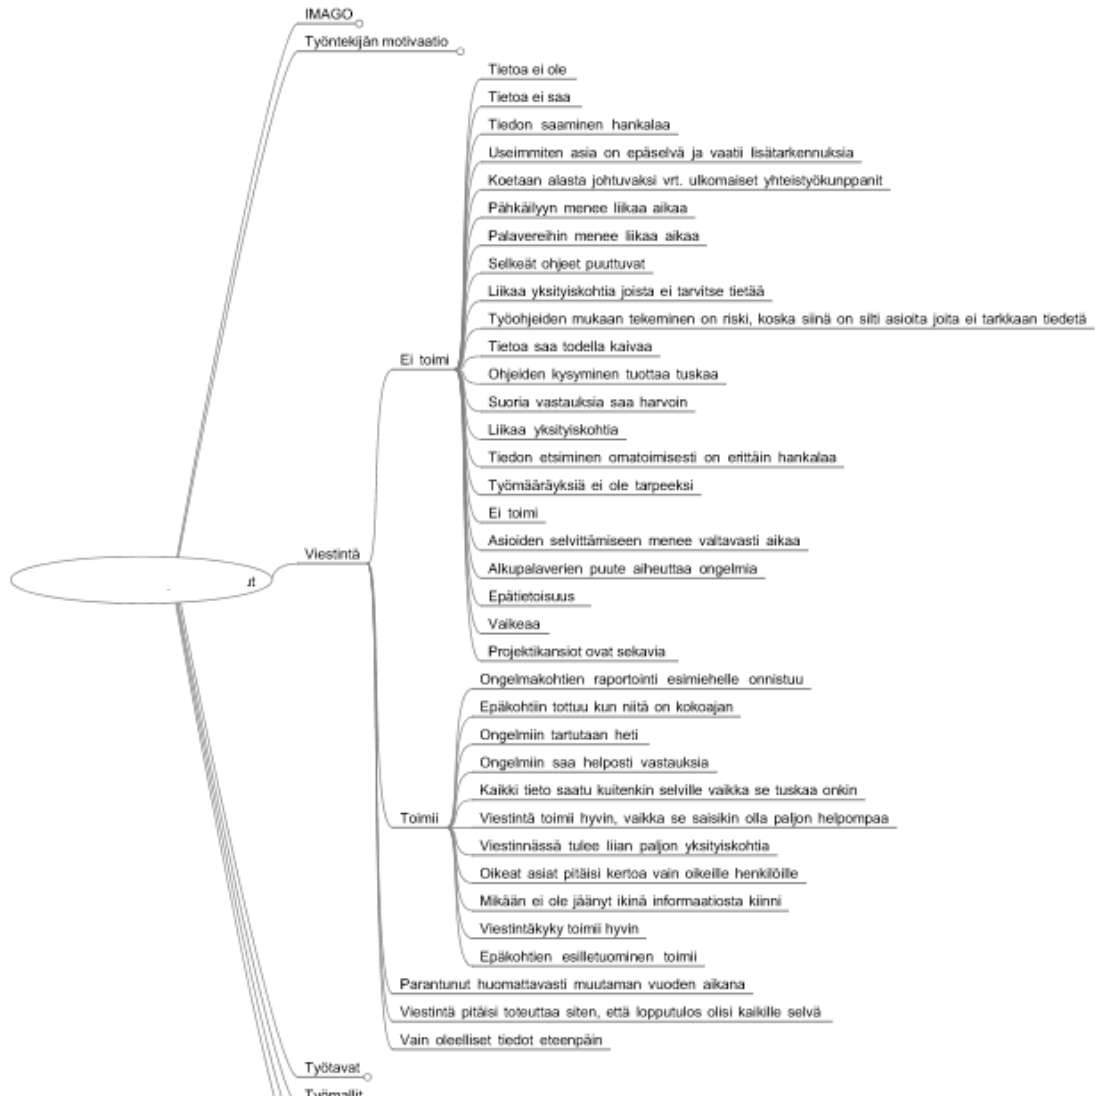 IMAGO
Työntekijän motivaatio
Tietoa ei ole
Tietoa ei saa
Tiedon saaminen hankalaa
Useimmiten asia on epäselvä ja vaatii lisätarkennuksia
Koetaan alasta johtuvaksi vrt. ulkomaiset yhteistyökunppanit
Pähkäilyyn menee liikaa aikaa
Palavereihin menee liikaa aikaa
Selkeät ohjeet puuttuvat
Liikaa yksityiskohtia joista ei tarvitse tietää
Työohjeiden mukaan tekeminen on riski, koska siinä on silti asioita joita ei tarkkaan tiedetä
Tietoa saa todella kaivaa
Ei toimi
Ohjeiden kysyminen tuottaa tuskaa
Suoria vastauksia saa harvoin
Liikaa yksityiskohtia
Tiedon etsiminen omatoimisesti on erittäin hankalaa
Työmääräyksiä ei ole tarpeeksi
Ei toimi
Asioiden selvittämiseen menee valtavasti aikaa
Viestintä
Alkupalaverien puute aiheuttaa ongelmia
Epätietoisuus
Vaikeaa
Projektikansiot ovat sekavia
Ongelmakohtien raportointi esimiehelle onnistuu
Epäkohtiin tottuu kun niitä on kokoajan
Ongelmiin tartutaan heti
Ongelmiin saa helposti vastauksia
Kaikki tieto saatu kuitenkin selville vaikka se tuskaa onkin
Toimii
Viestintä toimii hyvin, vaikka se saisikin olla paljon helpompaa
Viestinnässä tulee liian paljon yksityiskohtia
Oikeat asiat pitäisi kertoa vain oikeille henkilöille
Mikään ei ole jäänyt ikinä informaatiosta kiinni
Viestintäkyky toimii hyvin
Epäkohtien esilletuominen toimii
Parantunut huomattavasti muutaman vuoden aikana
Viestintä pitäisi toteuttaa siten, että lopputulos olisi kaikille selvä
Vain oleelliset tiedot eteenpäin
Työtavat
Työmallit